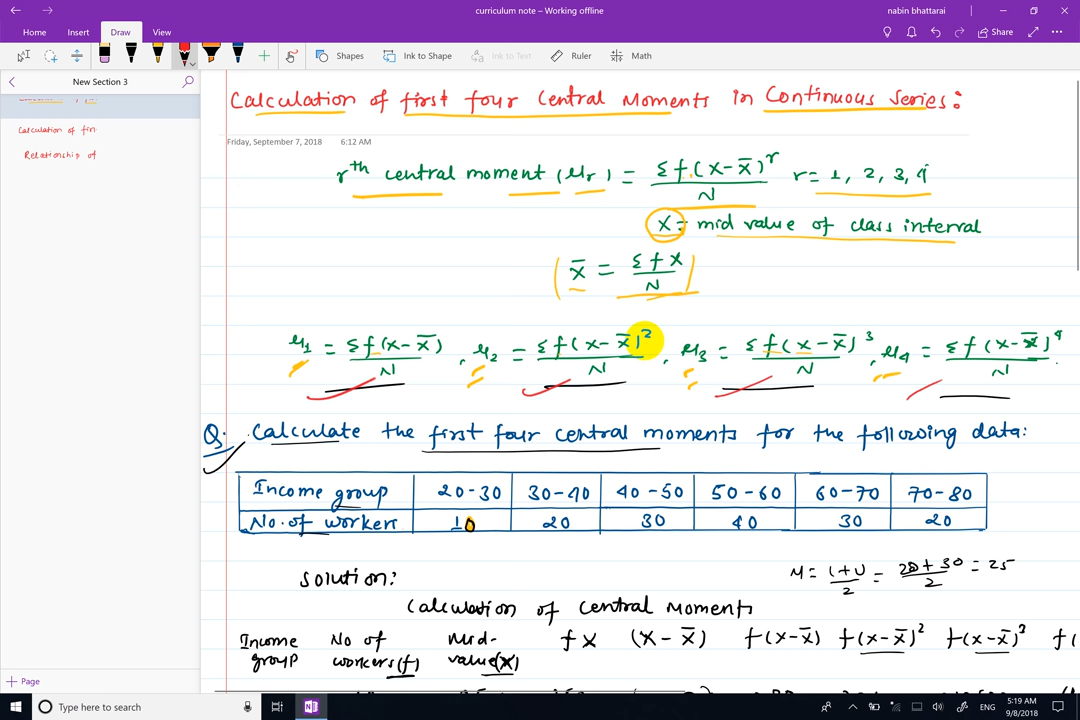 curriculum note – Working offline
nabin bhattarai
Home Insert Draw View
Share
Shapes Ink to Shape Ink to Text Ruler Math
New Section 3
Calculation of fin
Relationship of
Page
Calculation of first four Central Moments in Continuous Series:
Friday, September 7, 2018 6:12 AM
rth central moment (μr) = Σf(x-x̄)^r / N r = 1, 2, 3, 4
X = mid value of class interval
(x̄ = Σfx / N)
μ1 = Σf(x-x̄) / N, μ2 = Σf(x-x̄)² / N, μ3 = Σf(x-x̄)³ / N, μ4 = Σf(x-x̄)⁴ / N.
Q. Calculate the first four central moments for the following data:
Income group 20-30 30-40 40-50 50-60 60-70 70-80
No. of workers 10 20 30 40 30 20
M = (l+u)/2 = (20+30)/2 = 25
Solution:
Calculation of Central Moments
Income group No of workers(f) Mid-value(x) fx (x-x̄) f(x-x̄) f(x-x̄)² f(x-x̄)³ f(
Type here to search
ENG
5:19 AM
9/8/2018